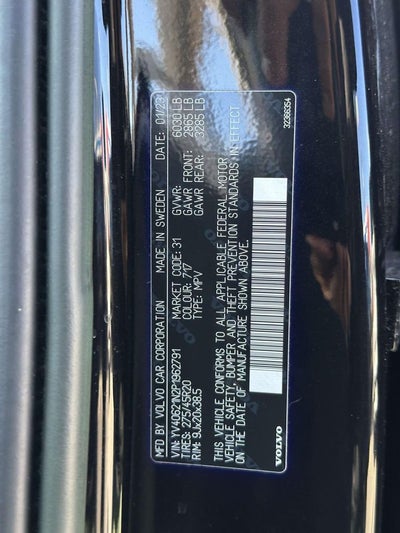 MFD BY VOLVO CAR CORPORATION MADE IN SWEDEN DATE: 01/23
VIN: YV40621N2P1962791 MARKET CODE: 31 GVWR: 6030 LB
TIRES: 275/45R20 COLOUR: 717 GAWR FRONT: 2865 LB
RIM: 9Jx20x38.5 TYPE: MPV GAWR REAR: 3285 LB
THIS VEHICLE CONFORMS TO ALL APPLICABLE FEDERAL MOTOR
VEHICLE SAFETY, BUMPER AND THEFT PREVENTION STANDARDS IN EFFECT
ON THE DATE OF MANUFACTURE SHOWN ABOVE.
VOLVO
32366354